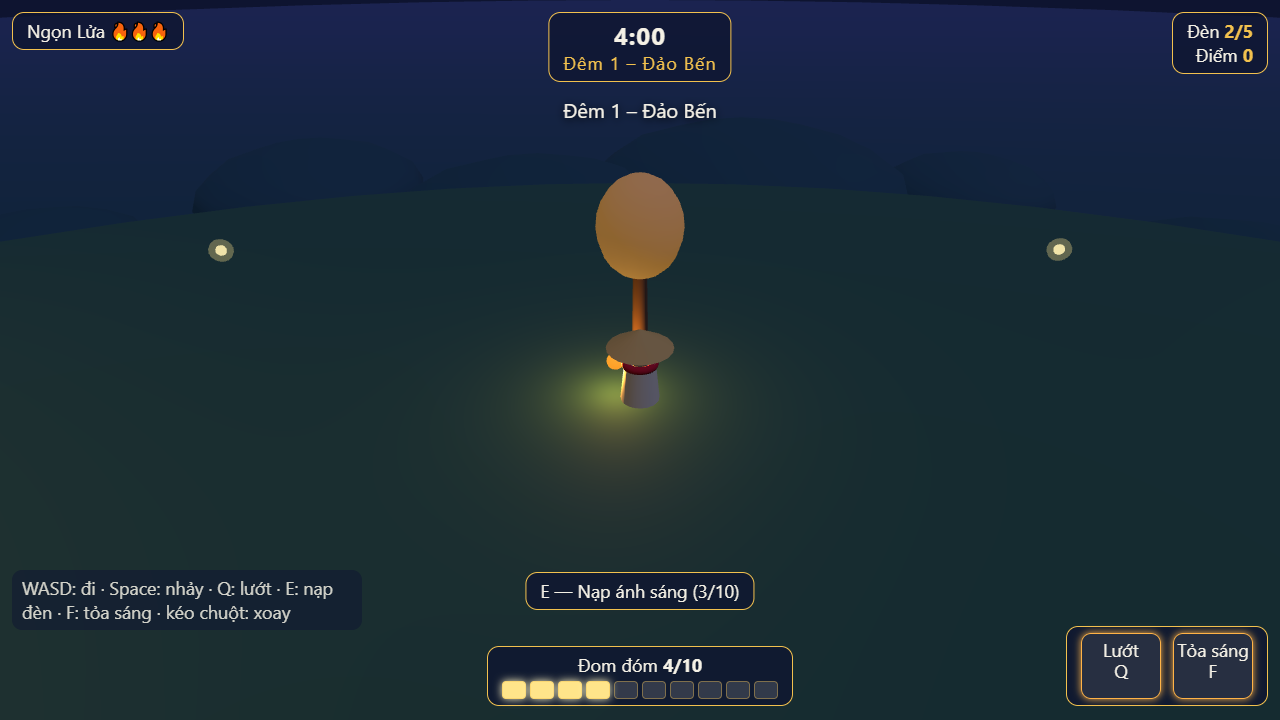 Ngọn Lửa 🔥🔥🔥
4:00
Đêm 1 – Đảo Bến
Đèn 2/5
Điểm 0
Đêm 1 – Đảo Bến
WASD: đi · Space: nhảy · Q: lướt · E: nạp
đèn · F: tỏa sáng · kéo chuột: xoay
E — Nạp ánh sáng (3/10)
Đom đóm 4/10
Lướt
Q
Tỏa sáng
F